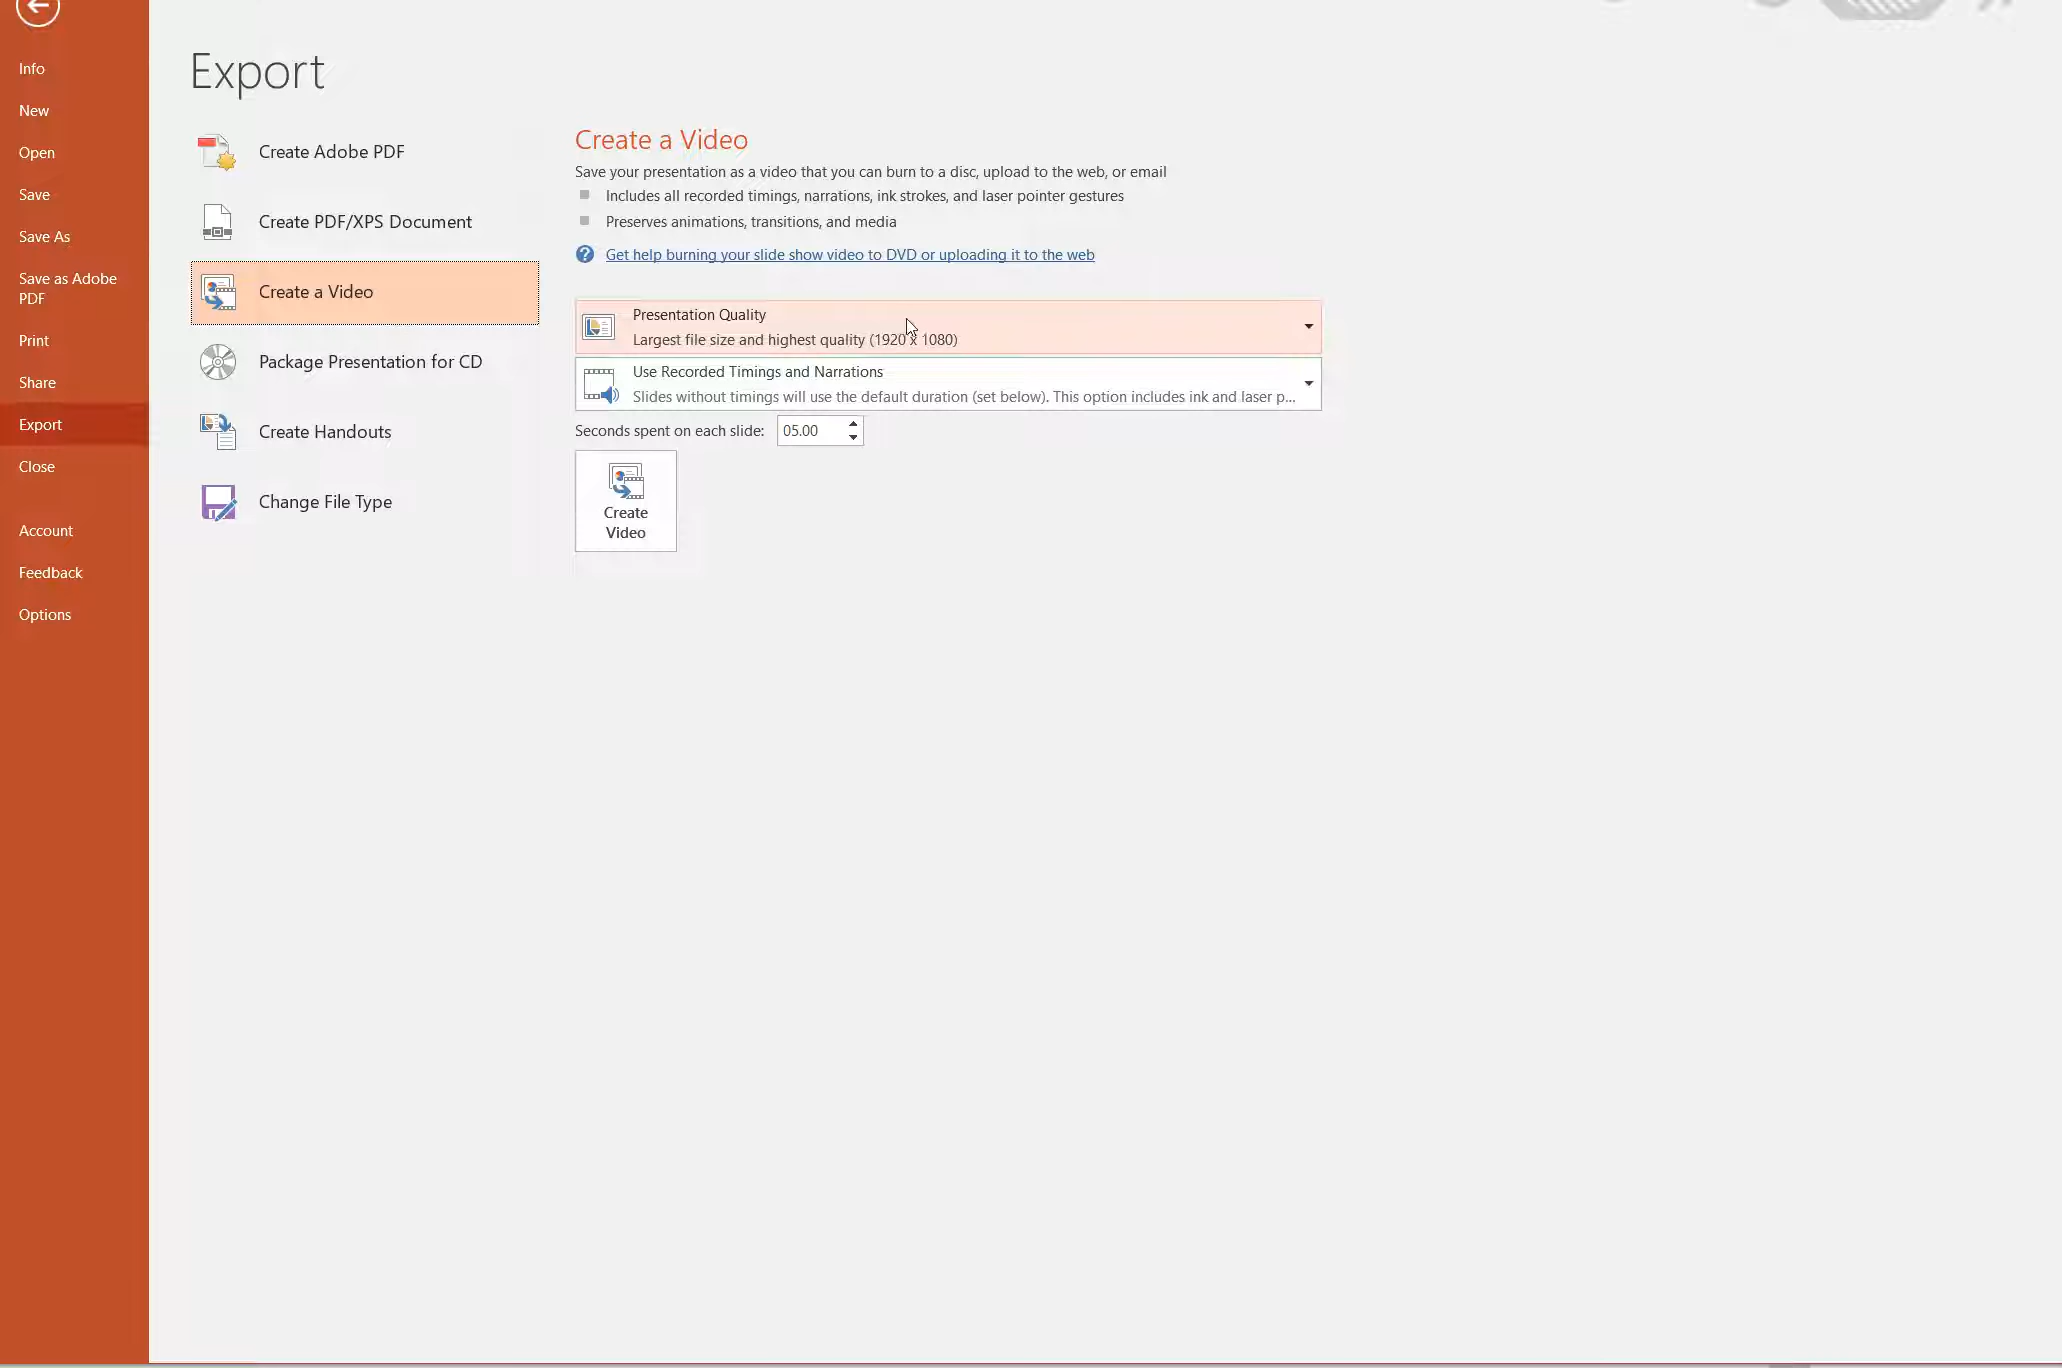 Info
New
Open
Save
Save As
Save as Adobe
PDF
Print
Share
Export
Close
Account
Feedback
Options
Export
Create Adobe PDF
Create PDF/XPS Document
Create a Video
Package Presentation for CD
Create Handouts
Change File Type
Create a Video
Save your presentation as a video that you can burn to a disc, upload to the web, or email
Includes all recorded timings, narrations, ink strokes, and laser pointer gestures
Preserves animations, transitions, and media
Get help burning your slide show video to DVD or uploading it to the web
Presentation Quality
Largest file size and highest quality (1920 x 1080)
Use Recorded Timings and Narrations
Slides without timings will use the default duration (set below). This option includes ink and laser p...
Seconds spent on each slide: 05.00
Create
Video